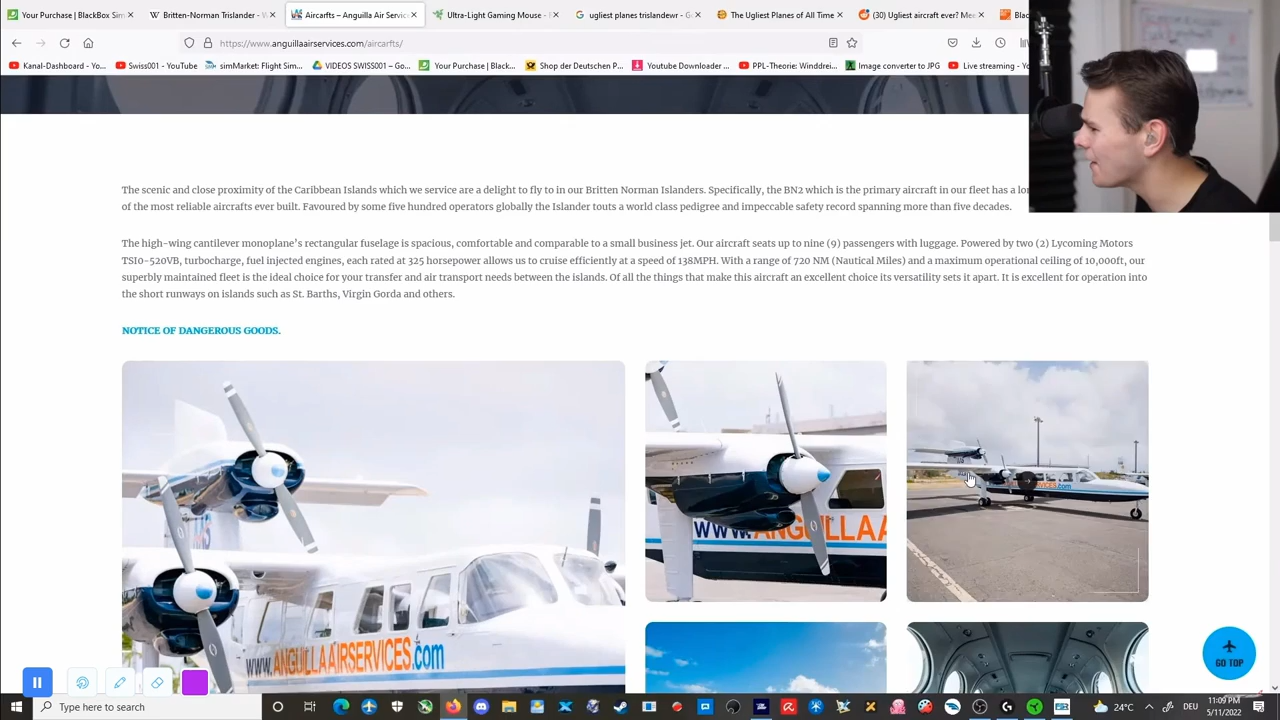 Your Purchase | BlackBox Sim
Britten-Norman Trislander - W
Aircarfts – Anguilla Air Service
Ultra-Light Gaming Mouse -
ugliest planes trislandewr - G
The Ugliest Planes of All Time
(30) Ugliest aircraft ever? Mee
https://www.anguillaairservices.com/aircarfts/
Kanal-Dashboard - Yo...
Swiss001 - YouTube
simMarket: Flight Sim...
VIDEOS SWISS001 – Go...
Your Purchase | Black...
Shop der Deutschen P...
Youtube Downloader ...
PPL-Theorie: Winddrei...
Image converter to JPG
Live streaming - Yo
The scenic and close proximity of the Caribbean Islands which we service are a delight to fly to in our Britten Norman Islanders. Specifically, the BN2 which is the primary aircraft in our fleet has a
of the most reliable aircrafts ever built. Favoured by some five hundred operators globally the Islander touts a world class pedigree and impeccable safety record spanning more than five decades.
The high-wing cantilever monoplane's rectangular fuselage is spacious, comfortable and comparable to a small business jet. Our aircraft seats up to nine (9) passengers with luggage. Powered by two (2) Lycoming Motors
TSI0-520VB, turbocharge, fuel injected engines, each rated at 325 horsepower allows us to cruise efficiently at a speed of 138MPH. With a range of 720 NM (Nautical Miles) and a maximum operational ceiling of 10,000ft, our
superbly maintained fleet is the ideal choice for your transfer and air transport needs between the islands. Of all the things that make this aircraft an excellent choice its versatility sets it apart. It is excellent for operation into
the short runways on islands such as St. Barths, Virgin Gorda and others.
NOTICE OF DANGEROUS GOODS.
WWW.ANGUILLAAIRSERVICES.com
WWW.ANGUILLA
GO TOP
Type here to search
24°C
DEU
11:09 PM
5/11/2022